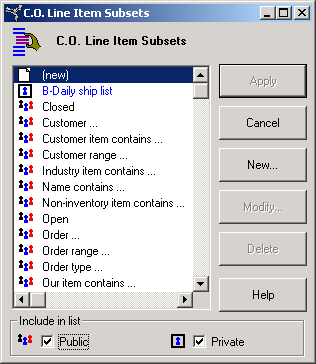 C.O. Line Item Subsets
C.O. Line Item Subsets
(new)
B-Daily ship list
Closed
Customer ...
Customer item contains ...
Customer range ...
Industry item contains ...
Name contains ...
Non-inventory item contains ...
Open
Order ...
Order range ...
Order type ...
Our item contains ...
Apply
Cancel
New...
Modify...
Delete
Help
Include in list
Public
Private